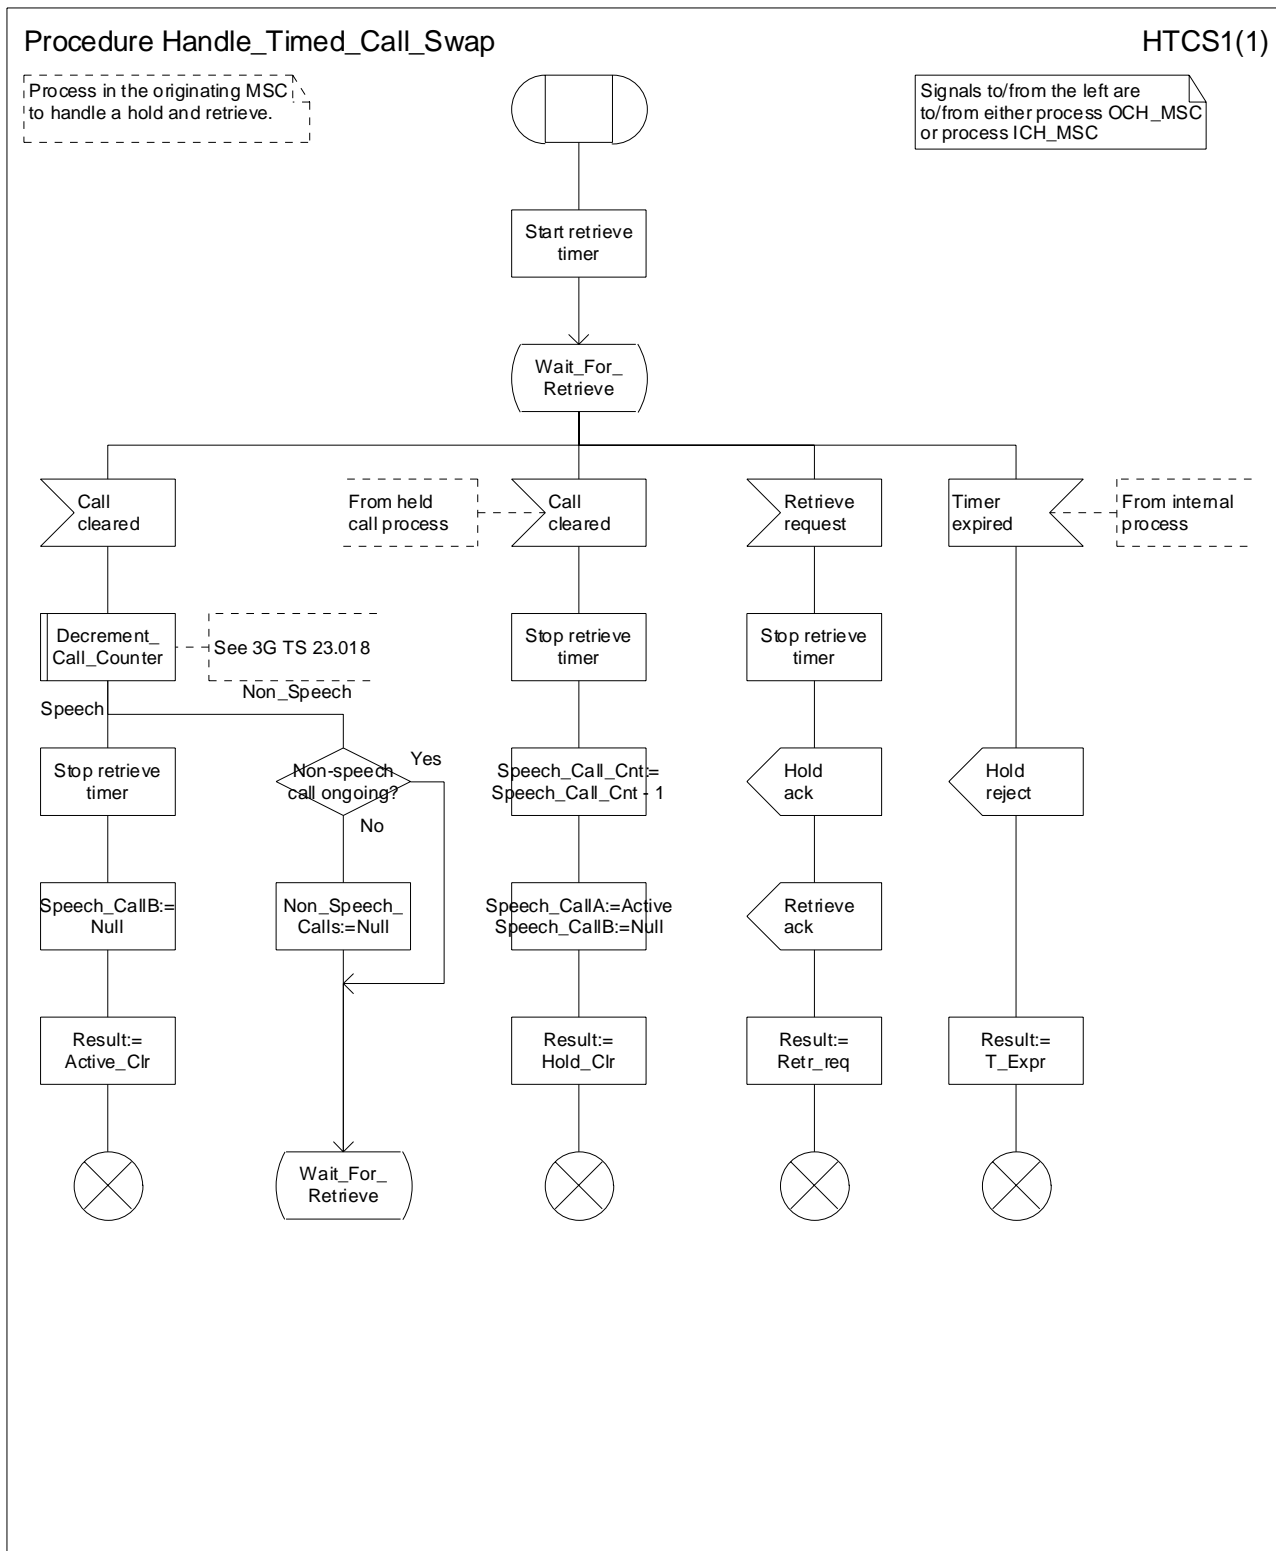 Procedure Handle_Timed_Call_Swap
HTCS1(1)
Process in the originating MSC
to handle a hold and retrieve.
Signals to/from the left are
to/from either process OCH_MSC
or process ICH_MSC
Start retrieve
timer
Wait_For_
Retrieve
Call
cleared
From held
call process
Call
cleared
Retrieve
request
Timer
expired
From internal
process
Decrement_
Call_Counter
See 3G TS 23.018
Stop retrieve
timer
Stop retrieve
timer
Speech
Non_Speech
Stop retrieve
timer
Non-speech
call ongoing?
Yes
No
Speech_Call_Cnt:=
Speech_Call_Cnt - 1
Hold
ack
Hold
reject
Speech_CallB:=
Null
Non_Speech_
Calls:=Null
Speech_CallA:=Active
Speech_CallB:=Null
Retrieve
ack
Result:=
Active_Clr
Result:=
Hold_Clr
Result:=
Retr_req
Result:=
T_Expr
Wait_For_
Retrieve